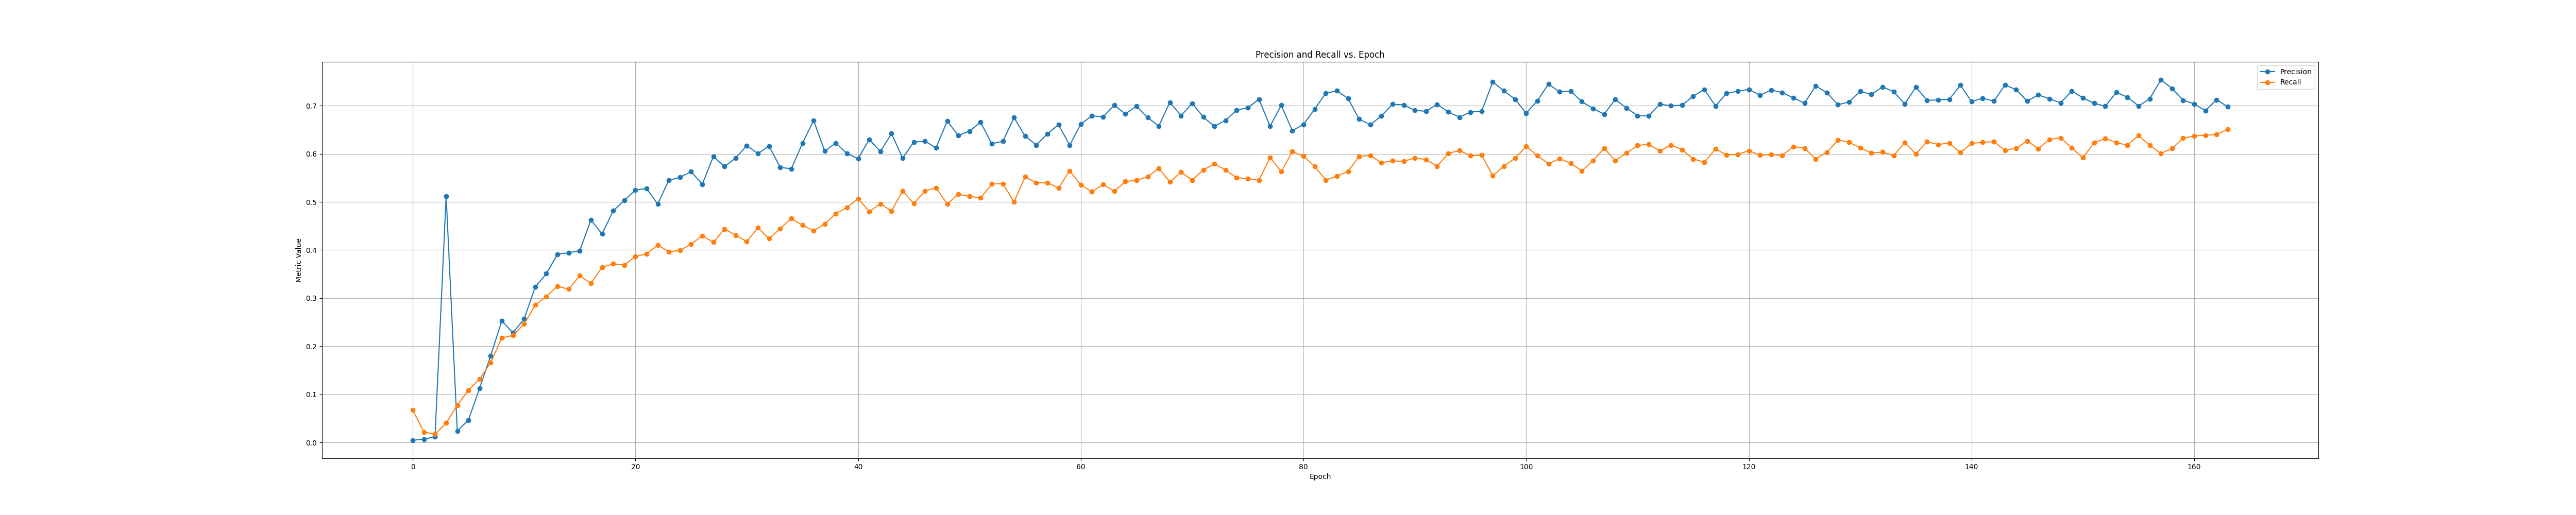 Precision and Recall vs. Epoch
Precision
Recall
Metric Value
0.7
0.6
0.5
0.4
0.3
0.2
0.1
0.0
0 20 40 60 80 100 120 140 160
Epoch